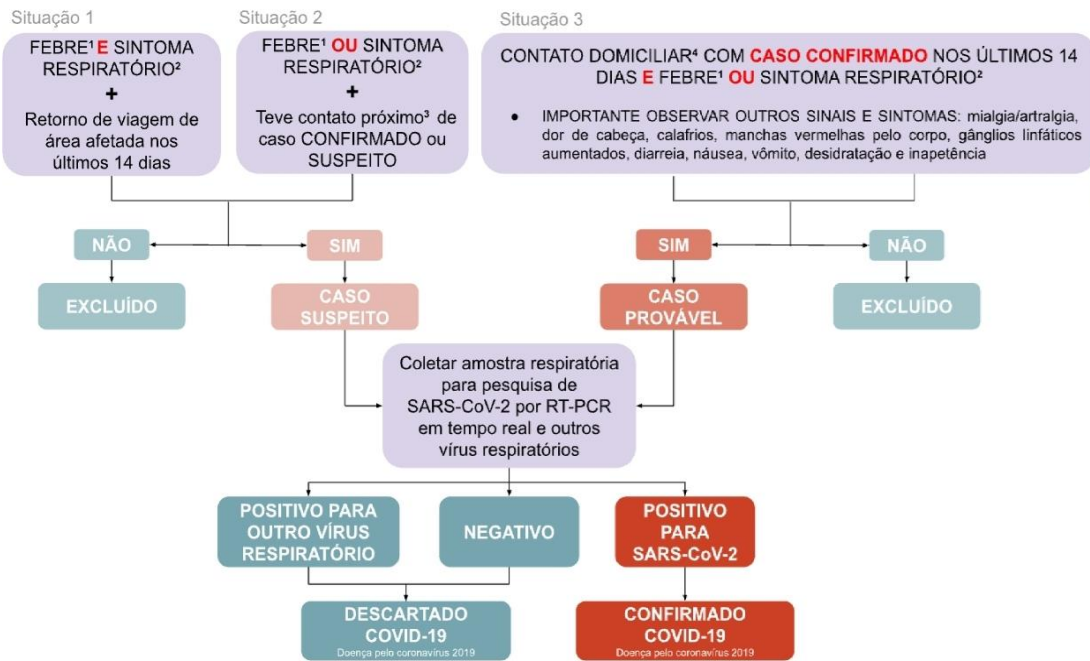 Situação 1
FEBRE¹ E SINTOMA
RESPIRATÓRIO²
+
Retorno de viagem de
área afetada nos
últimos 14 dias
Situação 2
FEBRE¹ OU SINTOMA
RESPIRATÓRIO²
+
Teve contato próximo³ de
caso CONFIRMADO ou
SUSPEITO
Situação 3
CONTATO DOMICILIAR⁴ COM CASO CONFIRMADO NOS ÚLTIMOS 14
DIAS E FEBRE¹ OU SINTOMA RESPIRATÓRIO²
• IMPORTANTE OBSERVAR OUTROS SINAIS E SINTOMAS: mialgia/artralgia,
dor de cabeça, calafrios, manchas vermelhas pelo corpo, gânglios linfáticos
aumentados, diarreia, náusea, vômito, desidratação e inapetência
NÃO
SIM
SIM
NÃO
EXCLUÍDO
CASO
SUSPEITO
CASO
PROVÁVEL
EXCLUÍDO
Coletar amostra respiratória
para pesquisa de
SARS-CoV-2 por RT-PCR
em tempo real e outros
vírus respiratórios
POSITIVO PARA
OUTRO VÍRUS
RESPIRATÓRIO
NEGATIVO
POSITIVO
PARA
SARS-CoV-2
DESCARTADO
COVID-19
Doença pelo coronavírus 2019
CONFIRMADO
COVID-19
Doença pelo coronavírus 2019